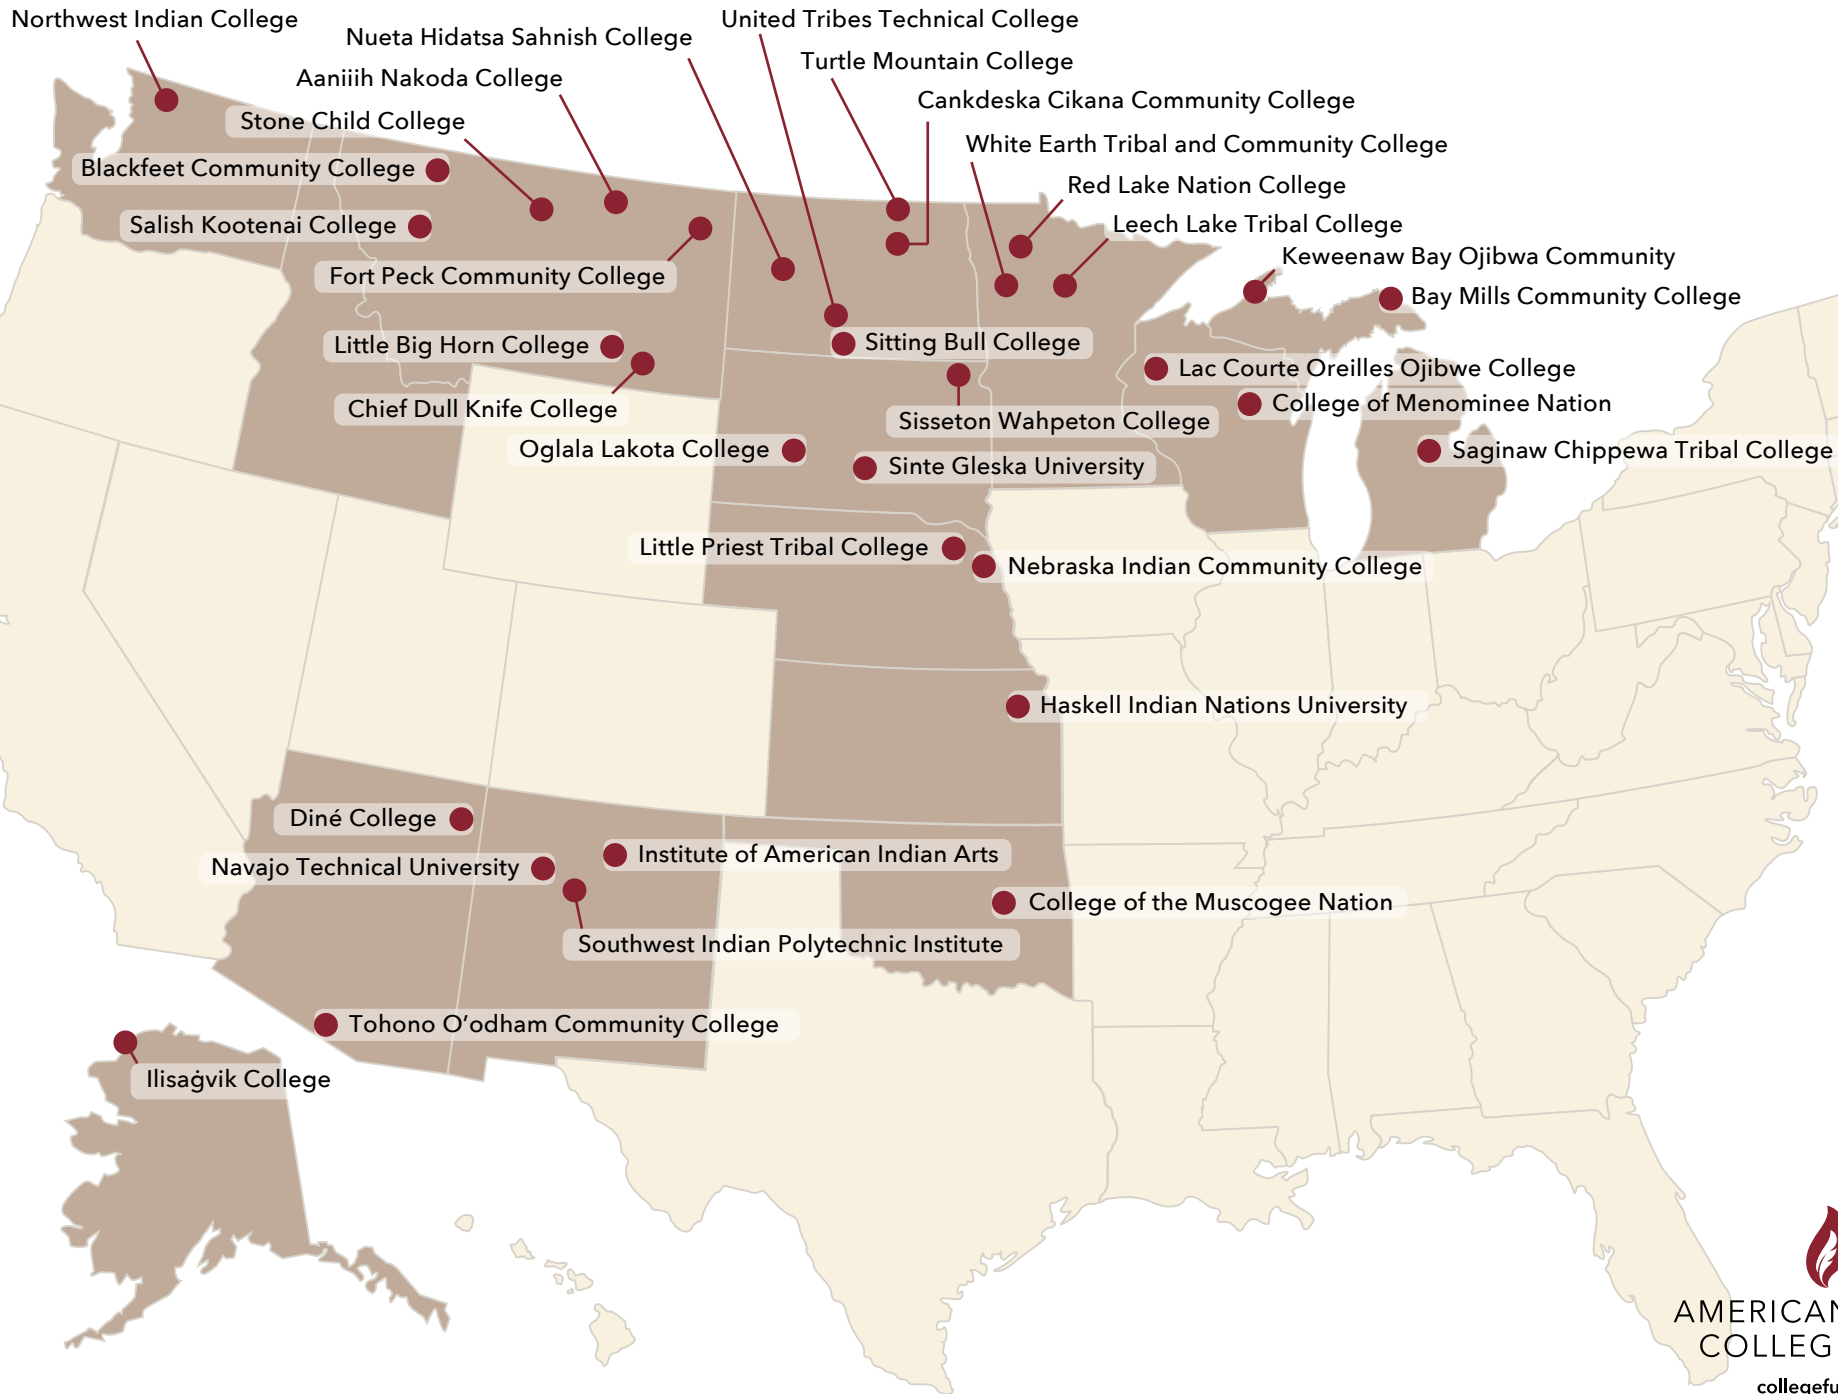 Northwest Indian College
United Tribes Technical College
Nueta Hidatsa Sahnish College
Turtle Mountain College
Aaniiih Nakoda College
Cankdeska Cikana Community College
Stone Child College
White Earth Tribal and Community College
Blackfeet Community College
Red Lake Nation College
Salish Kootenai College
Leech Lake Tribal College
Keweenaw Bay Ojibwa Community
Fort Peck Community College
Bay Mills Community College
Little Big Horn College
Sitting Bull College
Lac Courte Oreilles Ojibwe College
Chief Dull Knife College
College of Menominee Nation
Sisseton Wahpeton College
Oglala Lakota College
Saginaw Chippewa Tribal College
Sinte Gleska University
Little Priest Tribal College
Nebraska Indian Community College
Haskell Indian Nations University
Diné College
Institute of American Indian Arts
Navajo Technical University
College of the Muscogee Nation
Southwest Indian Polytechnic Institute
Tohono O’odham Community College
Ilisaġvik College
AMERICAN
COLLEG
collegefu